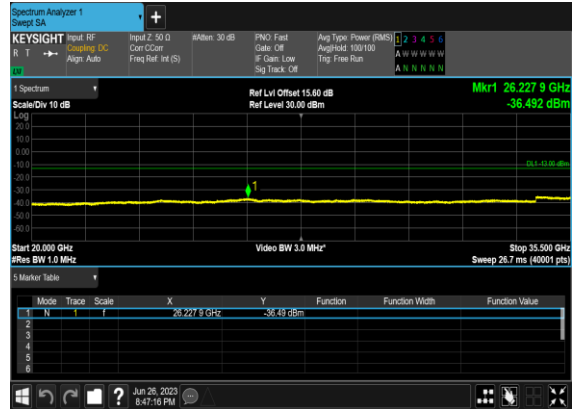 Spectrum Analyzer 1
Swept SA
+
KEYSIGHT Input: RF Input Z: 50 Ω #Atten: 30 dB PNO: Fast Avg Type: Power (RMS) 1 2 3 4 5 6
R T Coupling: DC Corr CCorr Gate: Off Avg|Hold: 100/100 A W W W W W
Align: Auto Freq Ref: Int (S) IF Gain: Low Trig: Free Run
Sig Track: Off A N N N N N
1 Spectrum Ref Lvl Offset 15.60 dB Mkr1 26.227 9 GHz
Scale/Div 10 dB Ref Level 30.00 dBm -36.492 dBm
Log
20.0
10.0
0.00
-10.0 DL1 -13.00 dBm
-20.0
-30.0 1
-40.0
-50.0
-60.0
Start 20.000 GHz Video BW 3.0 MHz* Stop 35.500 GHz
#Res BW 1.0 MHz Sweep 26.7 ms (40001 pts)
5 Marker Table
Mode Trace Scale X Y Function Function Width Function Value
1 N 1 f 26.227 9 GHz -36.49 dBm
2
3
4
5
6
? Jun 26, 2023
8:47:16 PM